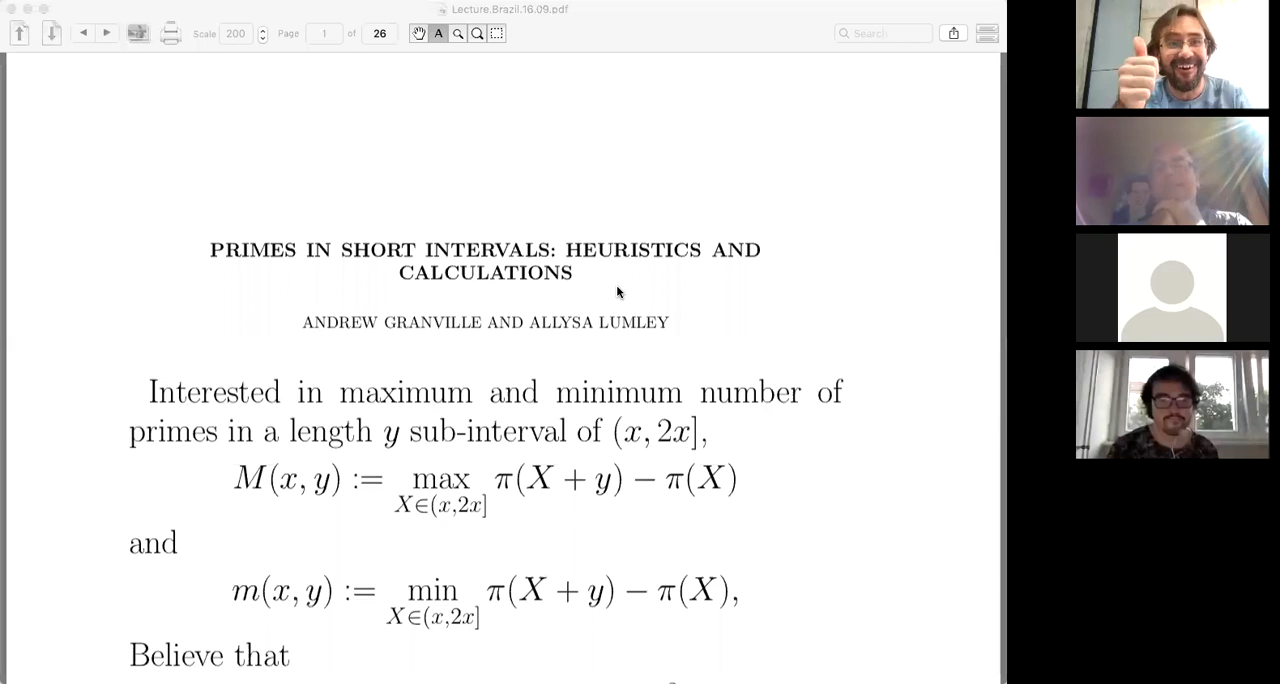 Lecture.Brazil.16.09.pdf
Scale 200 Page 1 of 26 A Search
PRIMES IN SHORT INTERVALS: HEURISTICS AND
CALCULATIONS
ANDREW GRANVILLE AND ALLYSA LUMLEY
Interested in maximum and minimum number of
primes in a length y sub-interval of (x, 2x],
M(x, y) := max π(X + y) − π(X)
X∈(x,2x]
and
m(x, y) := min π(X + y) − π(X),
X∈(x,2x]
Believe that